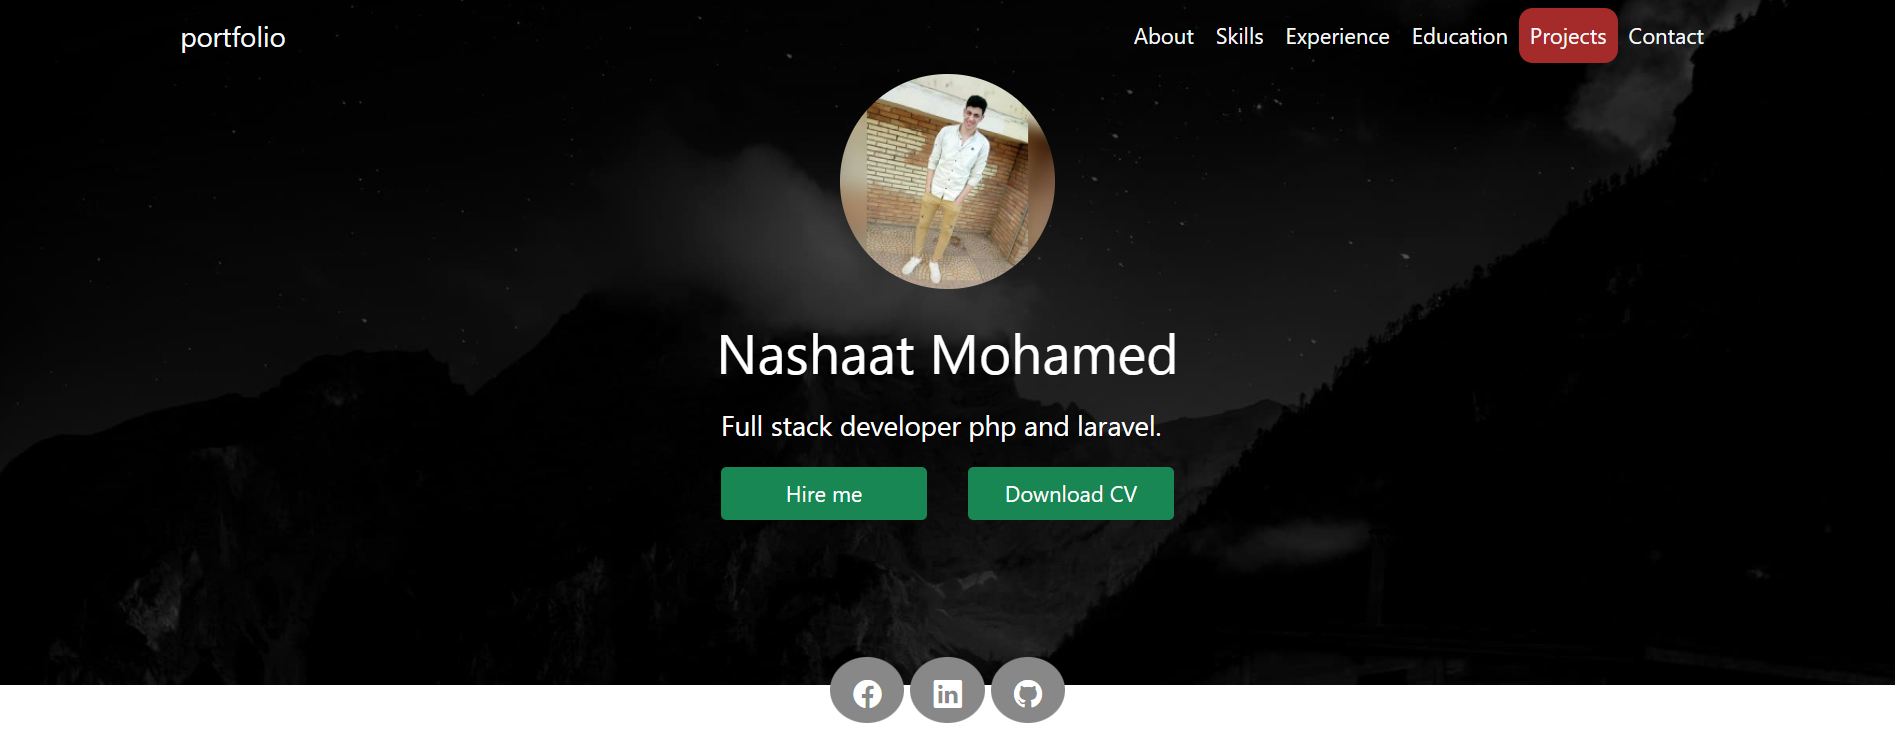 portfolio
About Skills Experience Education Projects Contact
Nashaat Mohamed
Full stack developer php and laravel.
Hire me
Download CV
in